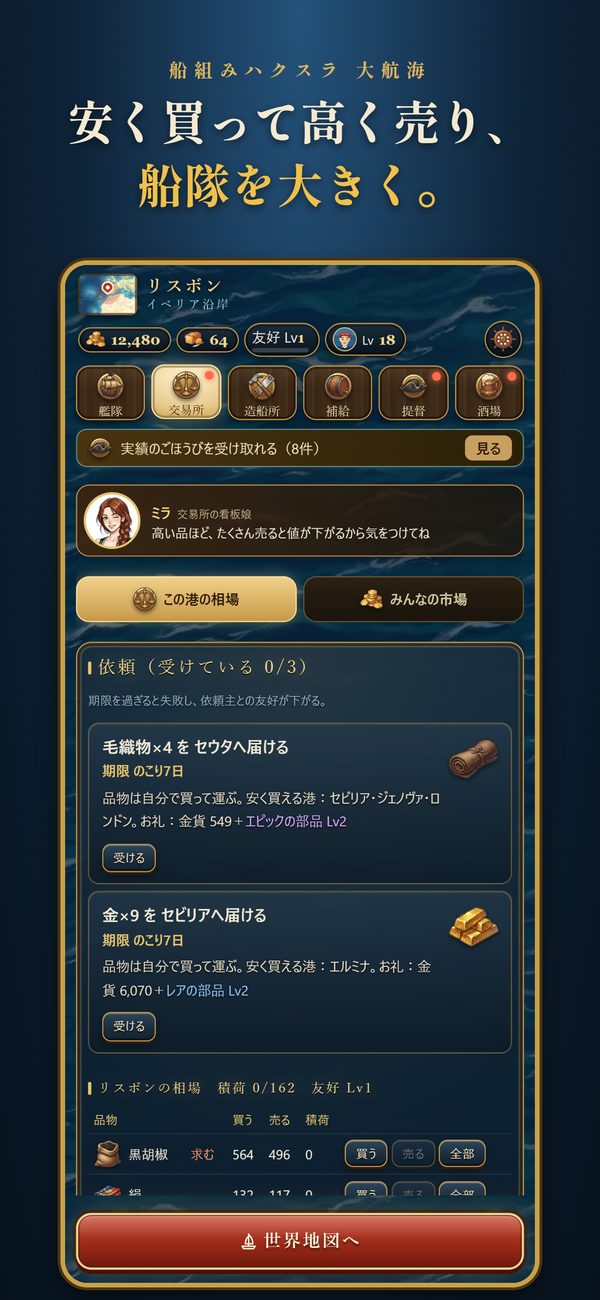 船組みハクスラ 大航海
安く買って高く売り、
船隊を大きく。
リスボン
イベリア沿岸
12,480 64 友好 Lv1 Lv 18
艦隊 交易所 造船所 補給 提督 酒場
実績のごほうびを受け取れる（8件） 見る
ミラ 交易所の看板娘
高い品ほど、たくさん売ると値が下がるから気をつけてね
この港の相場 みんなの市場
依頼（受けている 0/3）
期限を過ぎると失敗し、依頼主との友好が下がる。
毛織物×4 を セウタへ届ける
期限 のこり7日
品物は自分で買って運ぶ。安く買える港：セビリア・ジェノヴァ・ロ
ンドン。お礼：金貨 549＋エピックの部品 Lv2
受ける
金×9 を セビリアへ届ける
期限 のこり7日
品物は自分で買って運ぶ。安く買える港：エルミナ。お礼：金
貨 6,070＋レアの部品 Lv2
受ける
リスボンの相場 積荷 0/162 友好 Lv1
品物 買う 売る 積荷
黒胡椒 求む 564 496 0 買う 売る 全部
絹 132 117 0 買う 売る 全部
世界地図へ